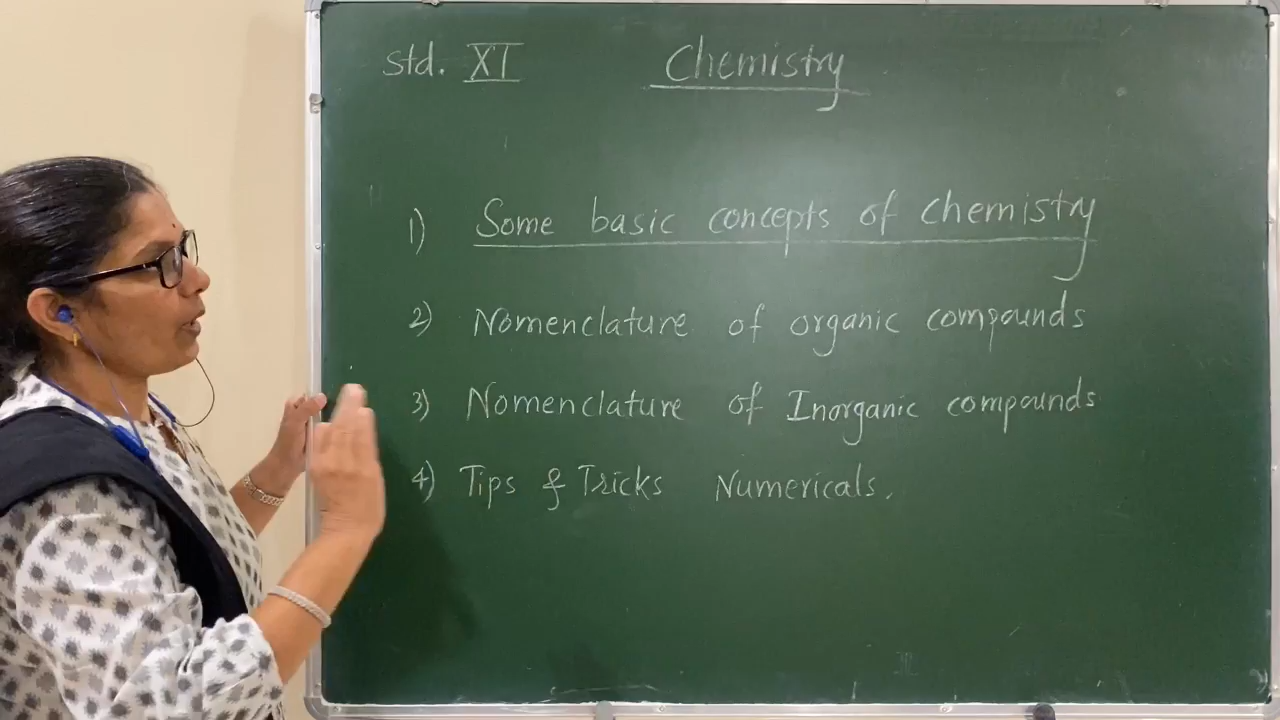 std. XI Chemistry
1) Some basic concepts of chemistry
2) Nomenclature of organic compounds
3) Nomenclature of Inorganic compounds
4) Tips & Tricks Numericals.